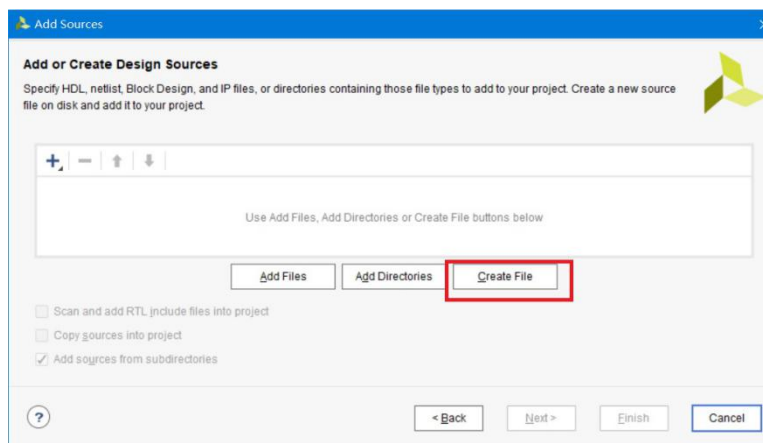 Add Sources
Add or Create Design Sources
Specify HDL, netlist, Block Design, and IP files, or directories containing those file types to add to your project. Create a new source
file on disk and add it to your project.
Use Add Files, Add Directories or Create File buttons below
Add Files Add Directories Create File
Scan and add RTL include files into project
Copy sources into project
Add sources from subdirectories
? < Back Next > Finish Cancel